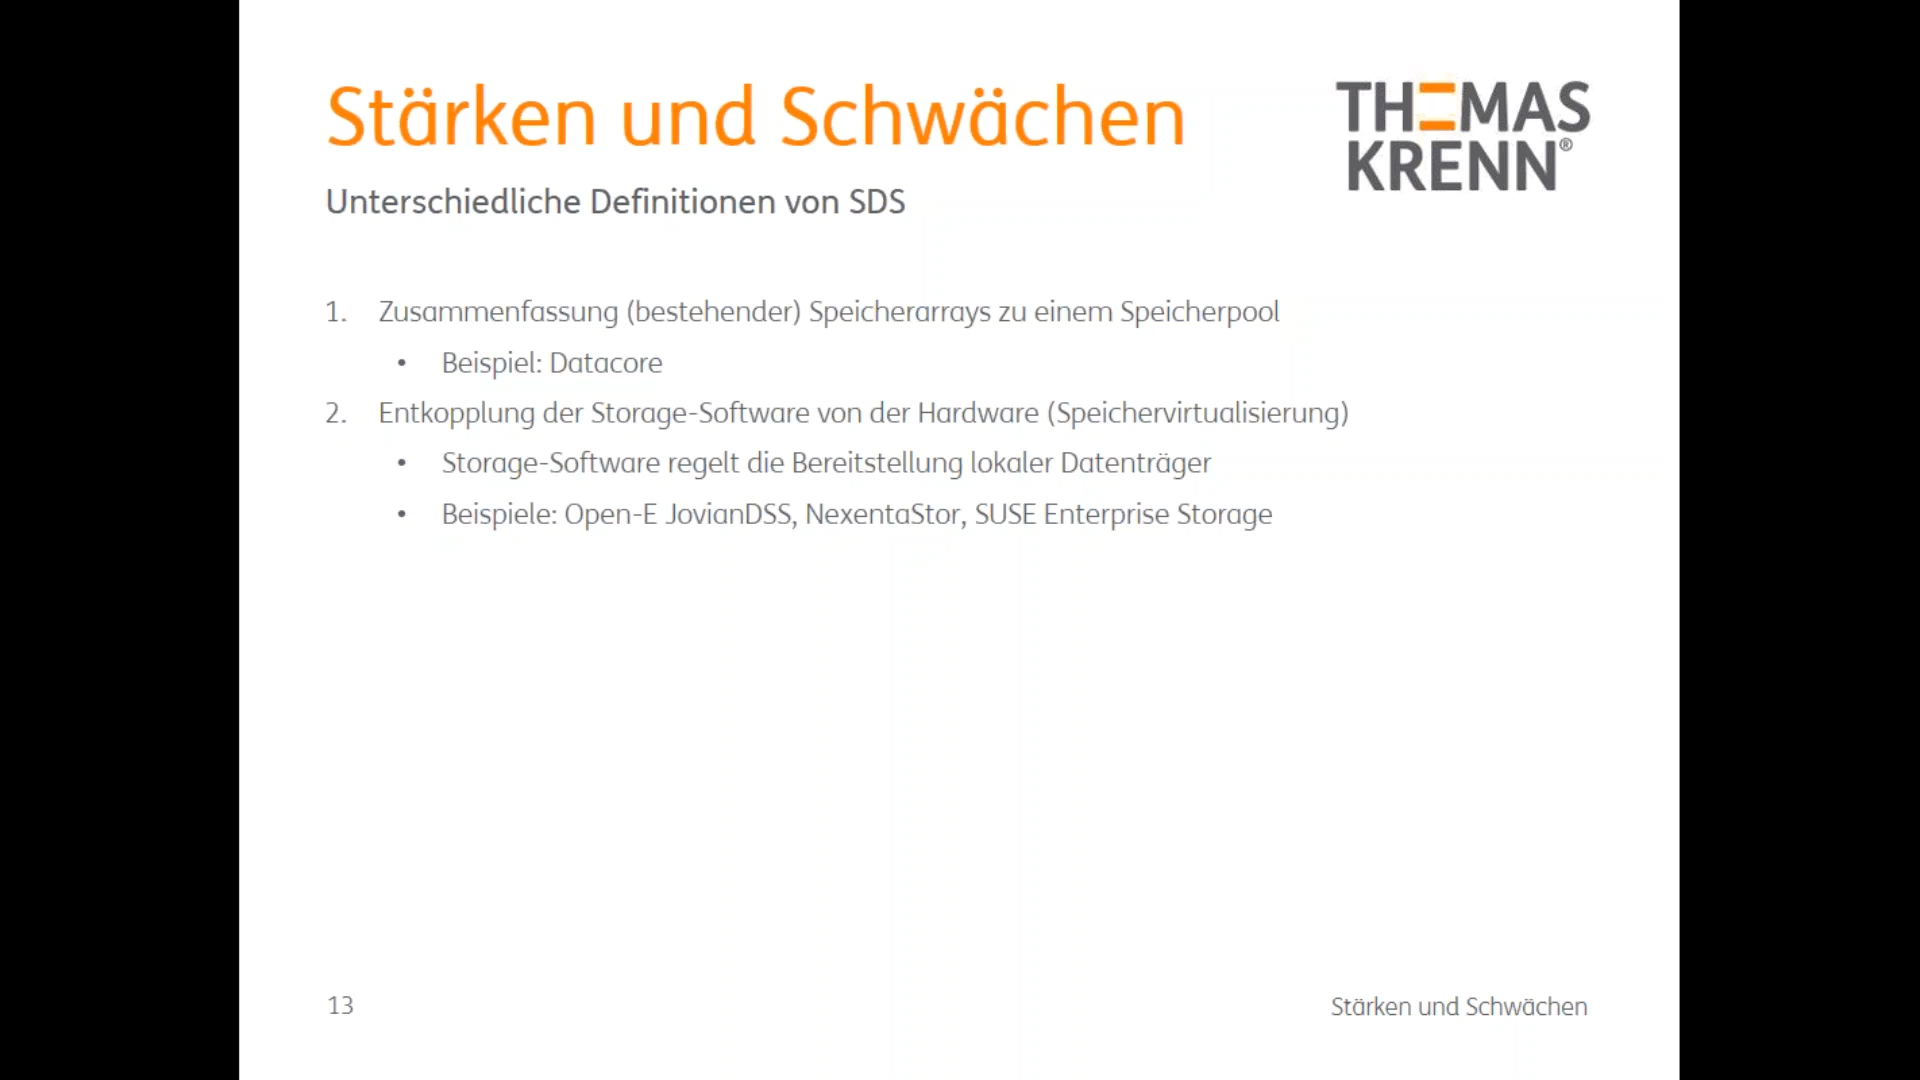 Stärken und Schwächen
THOMAS
KRENN®
Unterschiedliche Definitionen von SDS
1. Zusammenfassung (bestehender) Speicherarrays zu einem Speicherpool
• Beispiel: Datacore
2. Entkopplung der Storage-Software von der Hardware (Speichervirtualisierung)
• Storage-Software regelt die Bereitstellung lokaler Datenträger
• Beispiele: Open-E JovianDSS, NexentaStor, SUSE Enterprise Storage
13
Stärken und Schwächen